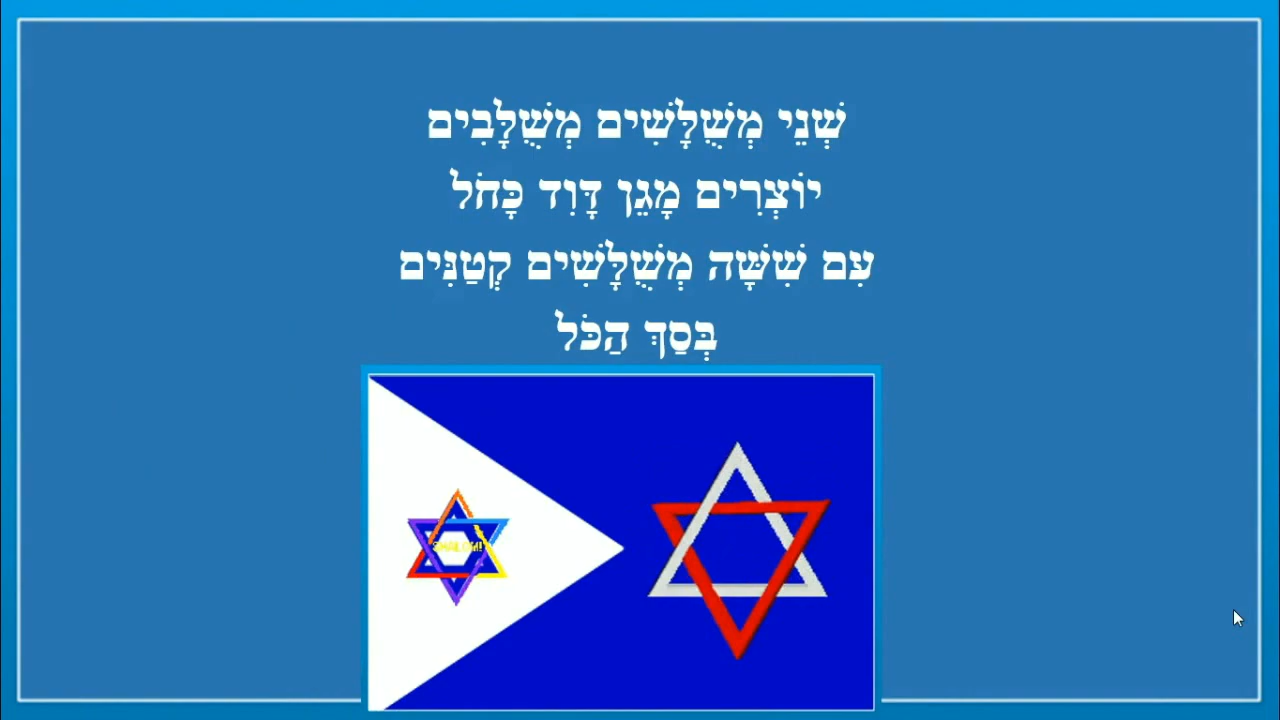 שְׁנֵי מְשֻׁלָּשִׁים מְשֻׁלָּבִים
יוֹצְרִים מָגֵן דָּוִד כָּחֹל
עִם שִׁשָּׁה מְשֻׁלָּשִׁים קְטַנִּים
בְּסַךְ הַכֹּל